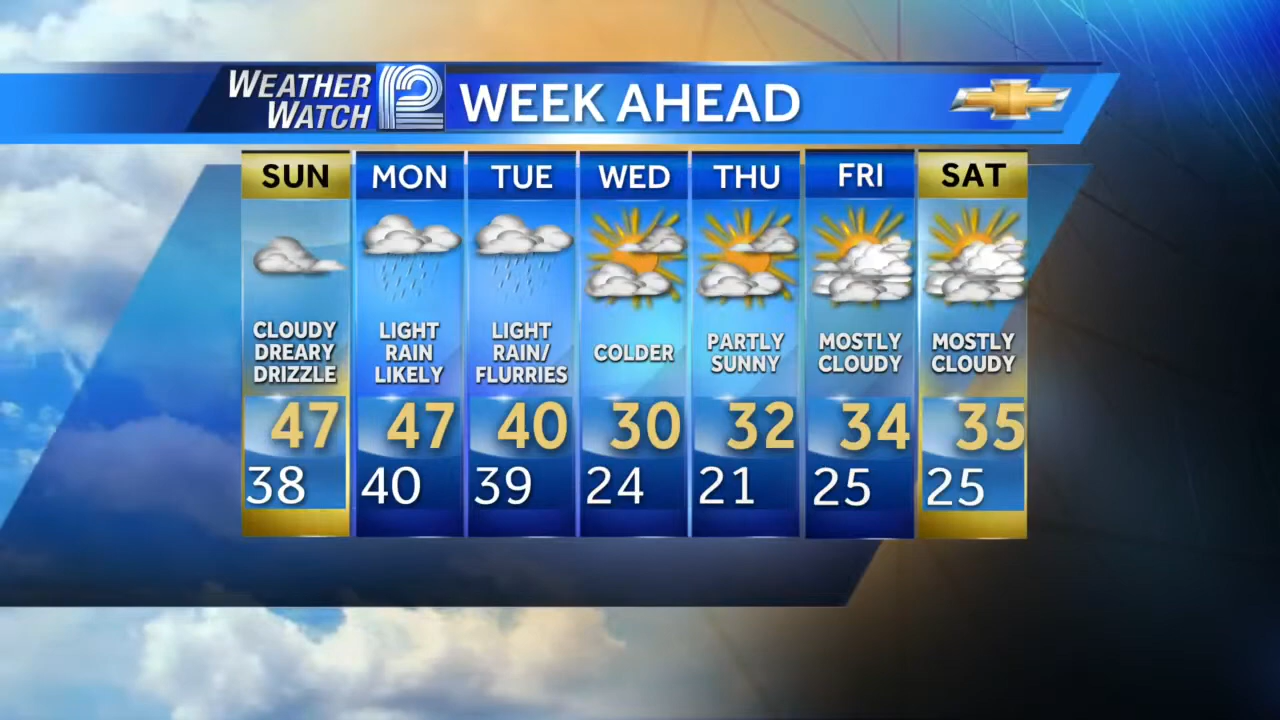 WEATHER
WATCH 12
WEEK AHEAD
SUN MON TUE WED THU FRI SAT
CLOUDY
DREARY
DRIZZLE
LIGHT
RAIN
LIKELY
LIGHT
RAIN/
FLURRIES
COLDER
PARTLY
SUNNY
MOSTLY
CLOUDY
MOSTLY
CLOUDY
47 47 40 30 32 34 35
38 40 39 24 21 25 25